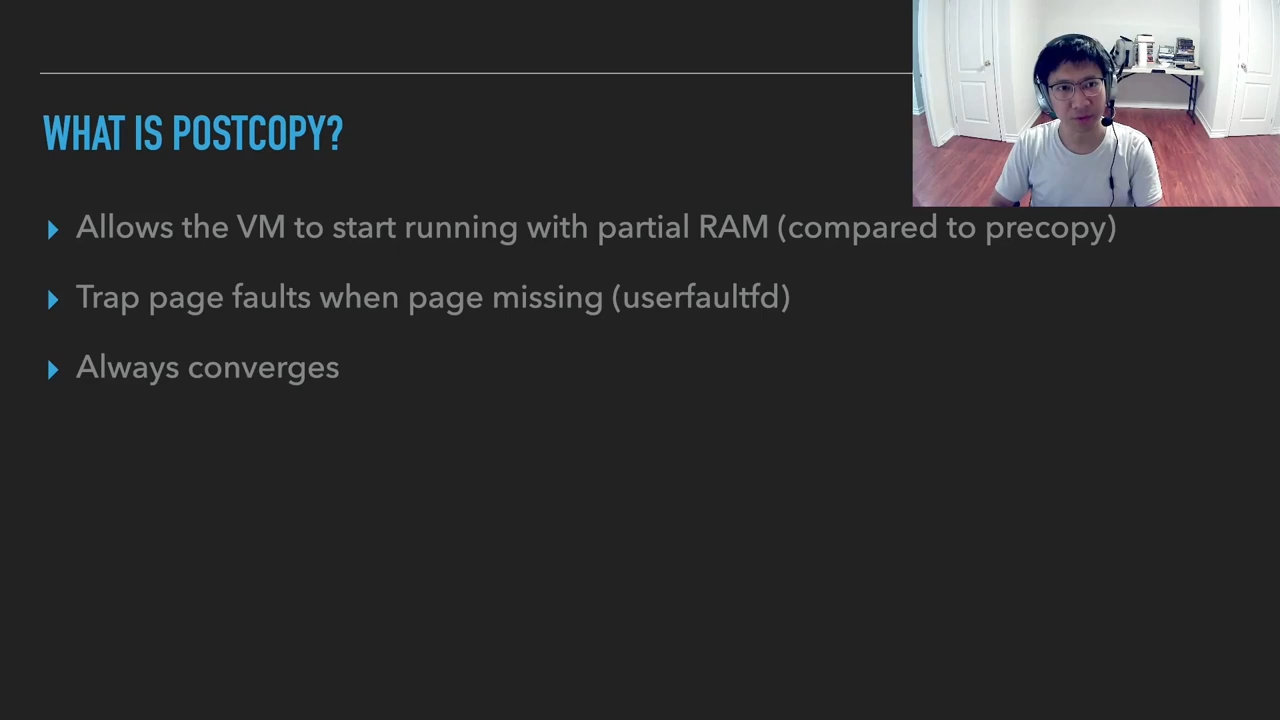 WHAT IS POSTCOPY?
Allows the VM to start running with partial RAM (compared to precopy)
Trap page faults when page missing (userfaultfd)
Always converges